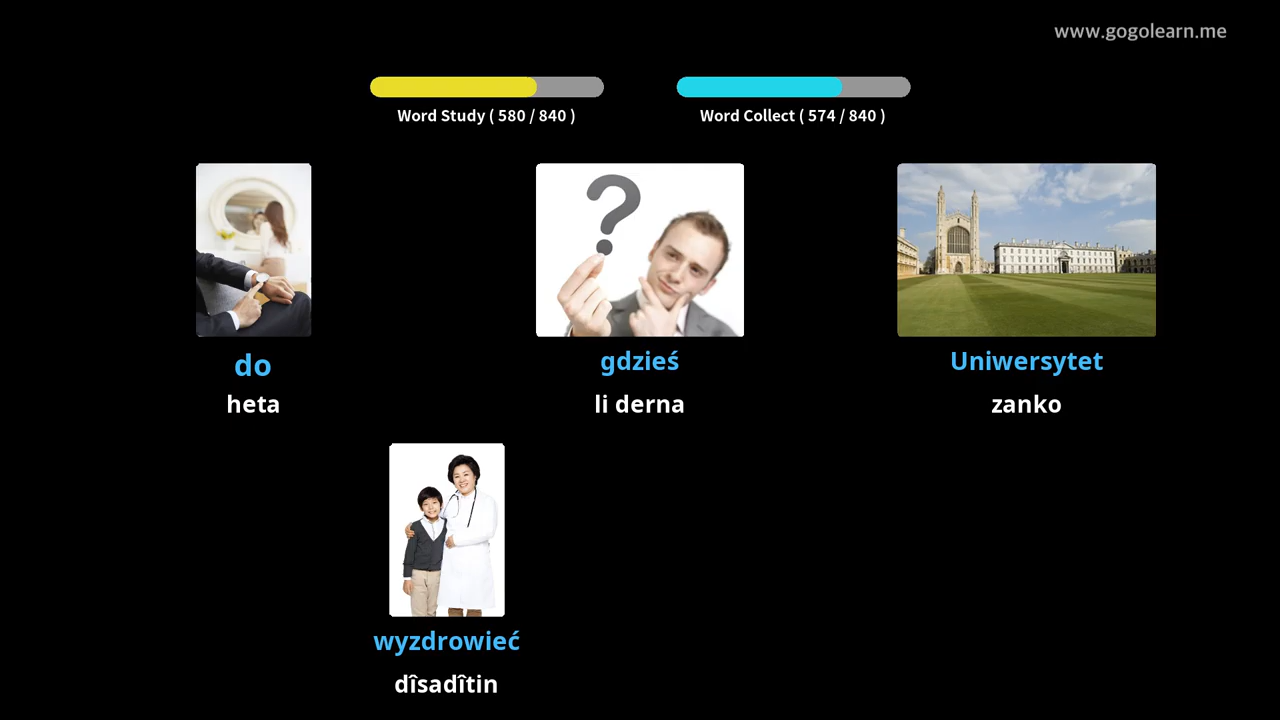 www.gogolearn.me
Word Study ( 580 / 840 )
Word Collect ( 574 / 840 )
do
heta
gdzieś
li derna
Uniwersytet
zanko
wyzdrowieć
dîsadîtin